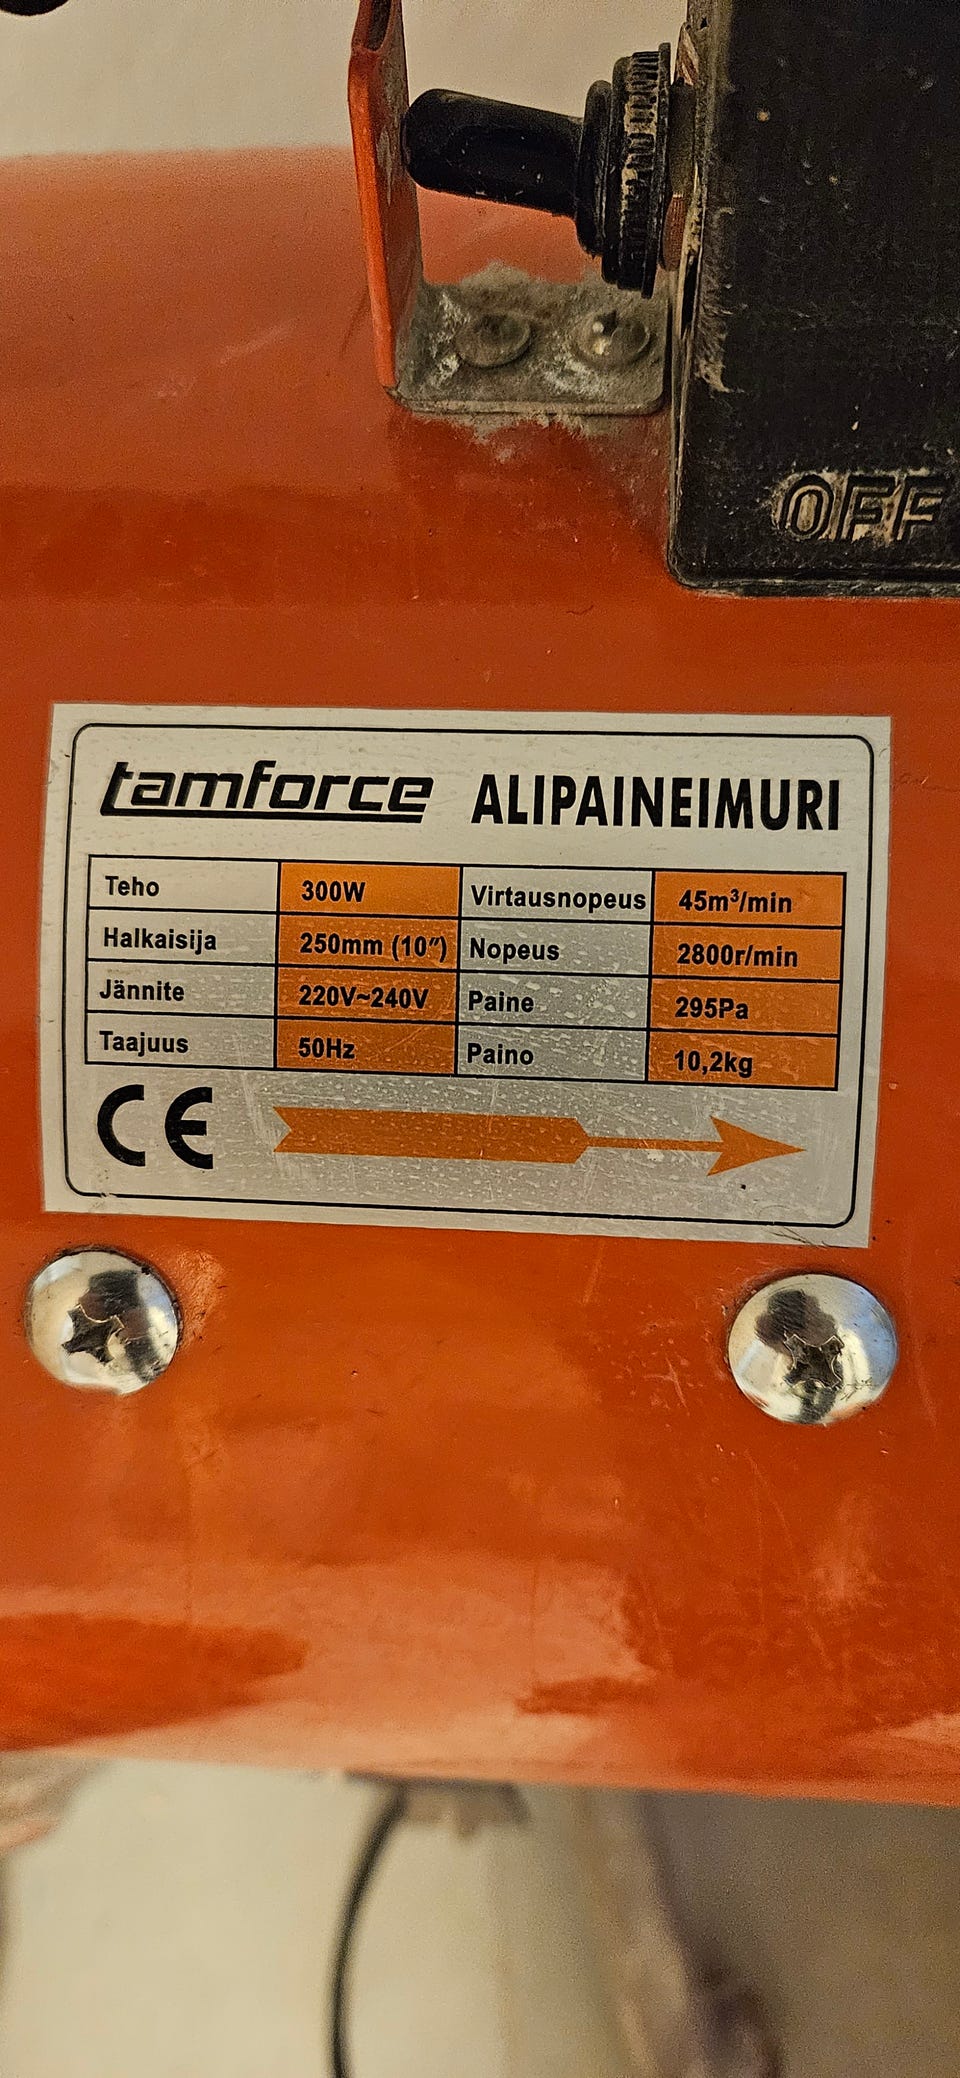 OFF
tamforce ALIPAINEIMURI
Teho 300W Virtausnopeus 45m³/min
Halkaisija 250mm (10″) Nopeus 2800r/min
Jännite 220V~240V Paine 295Pa
Taajuus 50Hz Paino 10,2kg
CE